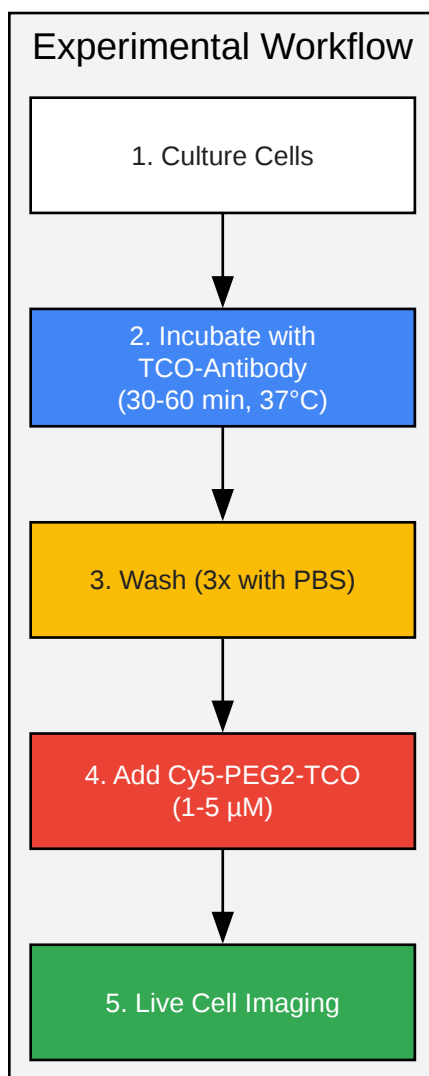 Experimental Workflow
1. Culture Cells
2. Incubate with
TCO-Antibody
(30-60 min, 37°C)
3. Wash (3x with PBS)
4. Add Cy5-PEG2-TCO
(1-5 µM)
5. Live Cell Imaging